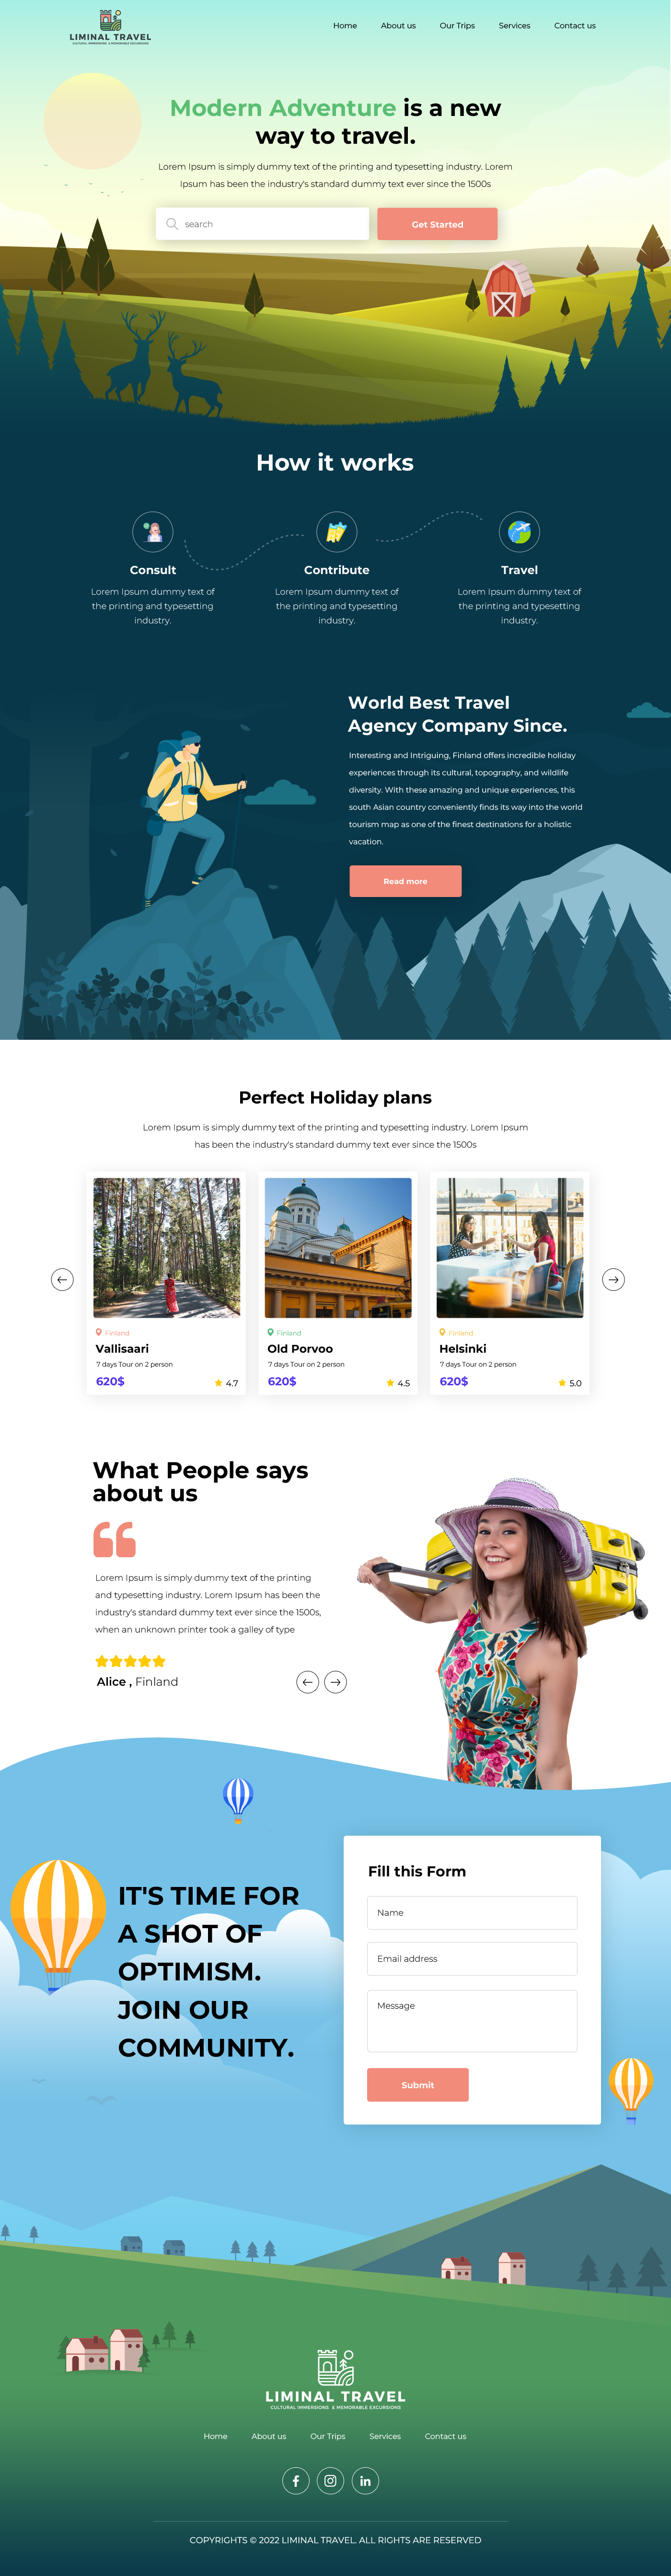 LIMINAL TRAVEL
CULTURAL IMMERSIONS & MEMORABLE EXCURSIONS
Home About us Our Trips Services Contact us
Modern Adventure is a new
way to travel.
Lorem Ipsum is simply dummy text of the printing and typesetting industry. Lorem
Ipsum has been the industry's standard dummy text ever since the 1500s
search
Get Started
How it works
Consult
Lorem Ipsum dummy text of
the printing and typesetting
industry.
Contribute
Lorem Ipsum dummy text of
the printing and typesetting
industry.
Travel
Lorem Ipsum dummy text of
the printing and typesetting
industry.
World Best Travel
Agency Company Since.
Interesting and Intriguing, Finland offers incredible holiday
experiences through its cultural, topography, and wildlife
diversity. With these amazing and unique experiences, this
south Asian country conveniently finds its way into the world
tourism map as one of the finest destinations for a holistic
vacation.
Read more
Perfect Holiday plans
Lorem Ipsum is simply dummy text of the printing and typesetting industry. Lorem Ipsum
has been the industry's standard dummy text ever since the 1500s
Finland
Vallisaari
7 days Tour on 2 person
620$ 4.7
Finland
Old Porvoo
7 days Tour on 2 person
620$ 4.5
Finland
Helsinki
7 days Tour on 2 person
620$ 5.0
What People says
about us
Lorem Ipsum is simply dummy text of the printing
and typesetting industry. Lorem Ipsum has been the
industry's standard dummy text ever since the 1500s,
when an unknown printer took a galley of type
Alice , Finland
IT'S TIME FOR
A SHOT OF
OPTIMISM.
JOIN OUR
COMMUNITY.
Fill this Form
Name
Email address
Message
Submit
LIMINAL TRAVEL
CULTURAL IMMERSIONS & MEMORABLE EXCURSIONS
Home About us Our Trips Services Contact us
COPYRIGHTS © 2022 LIMINAL TRAVEL. ALL RIGHTS ARE RESERVED